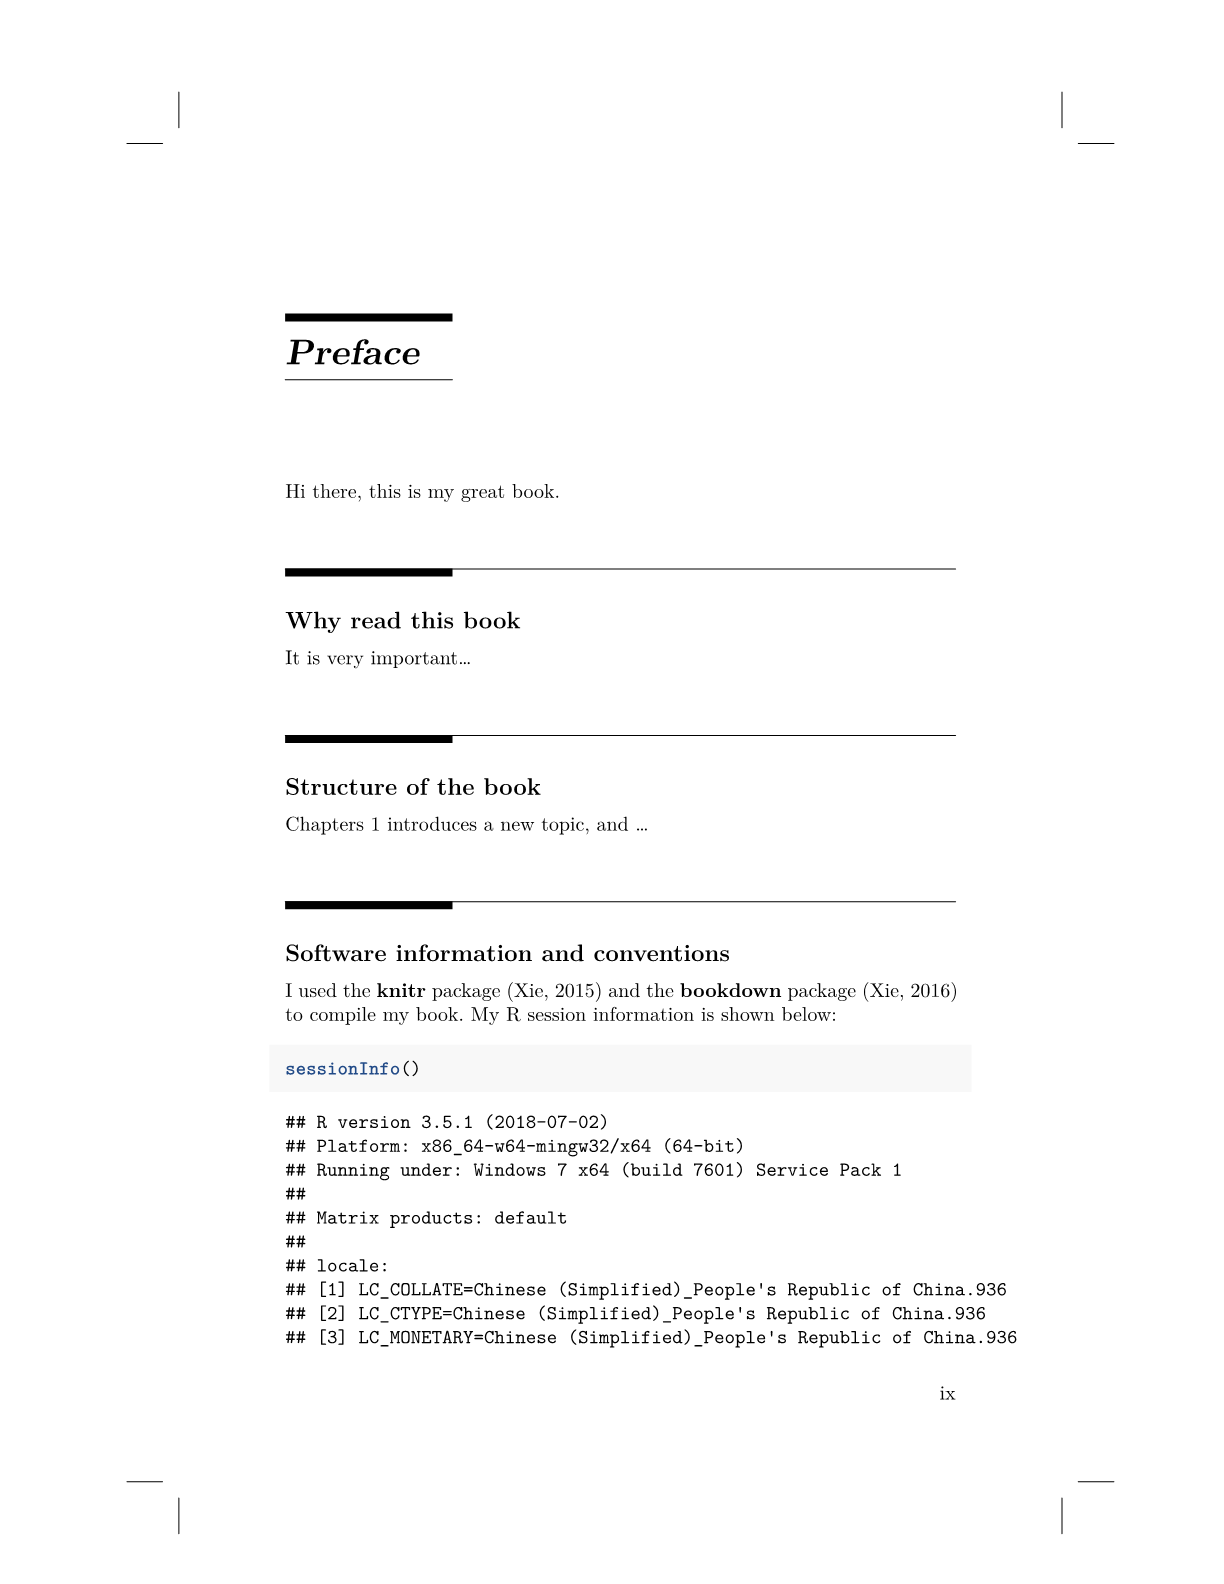 Preface
Hi there, this is my great book.
Why read this book
It is very important…
Structure of the book
Chapters 1 introduces a new topic, and …
Software information and conventions
I used the knitr package (Xie, 2015) and the bookdown package (Xie, 2016)
to compile my book. My R session information is shown below:
sessionInfo()
## R version 3.5.1 (2018-07-02)
## Platform: x86_64-w64-mingw32/x64 (64-bit)
## Running under: Windows 7 x64 (build 7601) Service Pack 1
##
## Matrix products: default
##
## locale:
## [1] LC_COLLATE=Chinese (Simplified)_People's Republic of China.936
## [2] LC_CTYPE=Chinese (Simplified)_People's Republic of China.936
## [3] LC_MONETARY=Chinese (Simplified)_People's Republic of China.936
ix